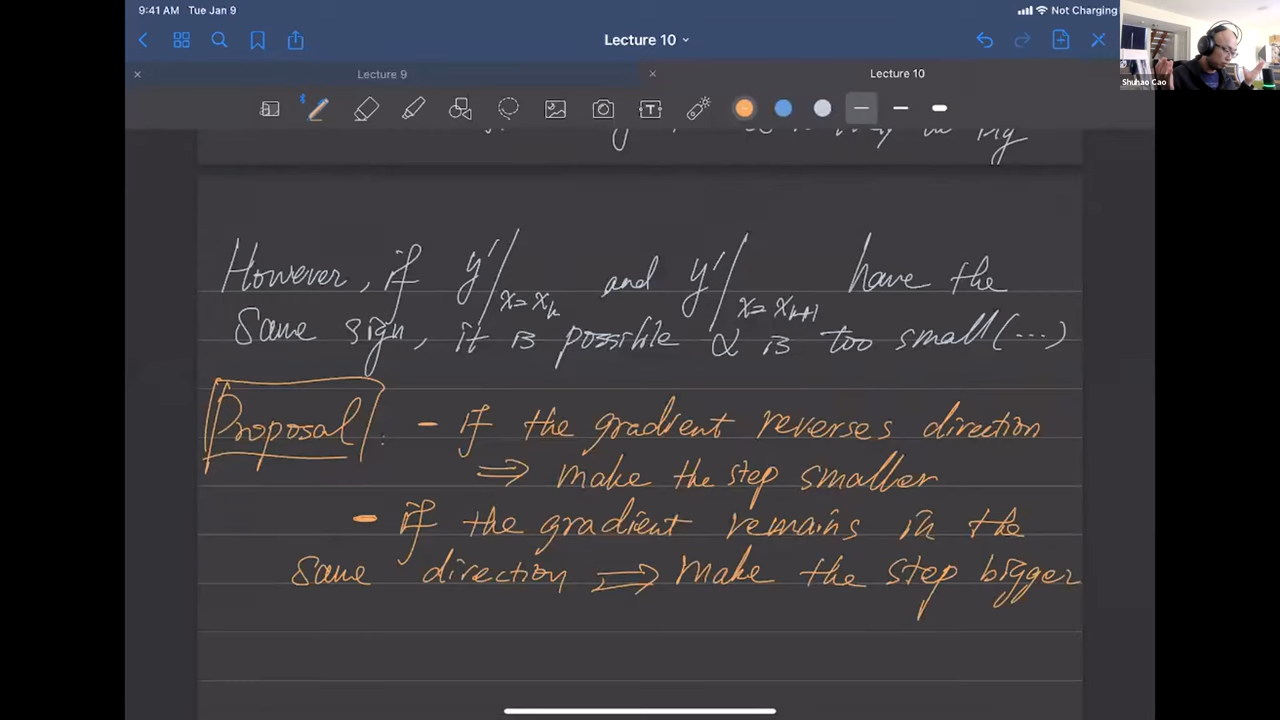 9:41 AM Tue Jan 9
Not Charging
Lecture 10
Shuhao Cao
Lecture 9
Lecture 10
T
big
However, if y'|x=xk and y'|x=xk+1 have the
same sign, it is possible α is too small (...)
Proposal: - if the gradient reverses direction
⇒ make the step smaller
- if the gradient remains in the
same direction ⇒ make the step bigger